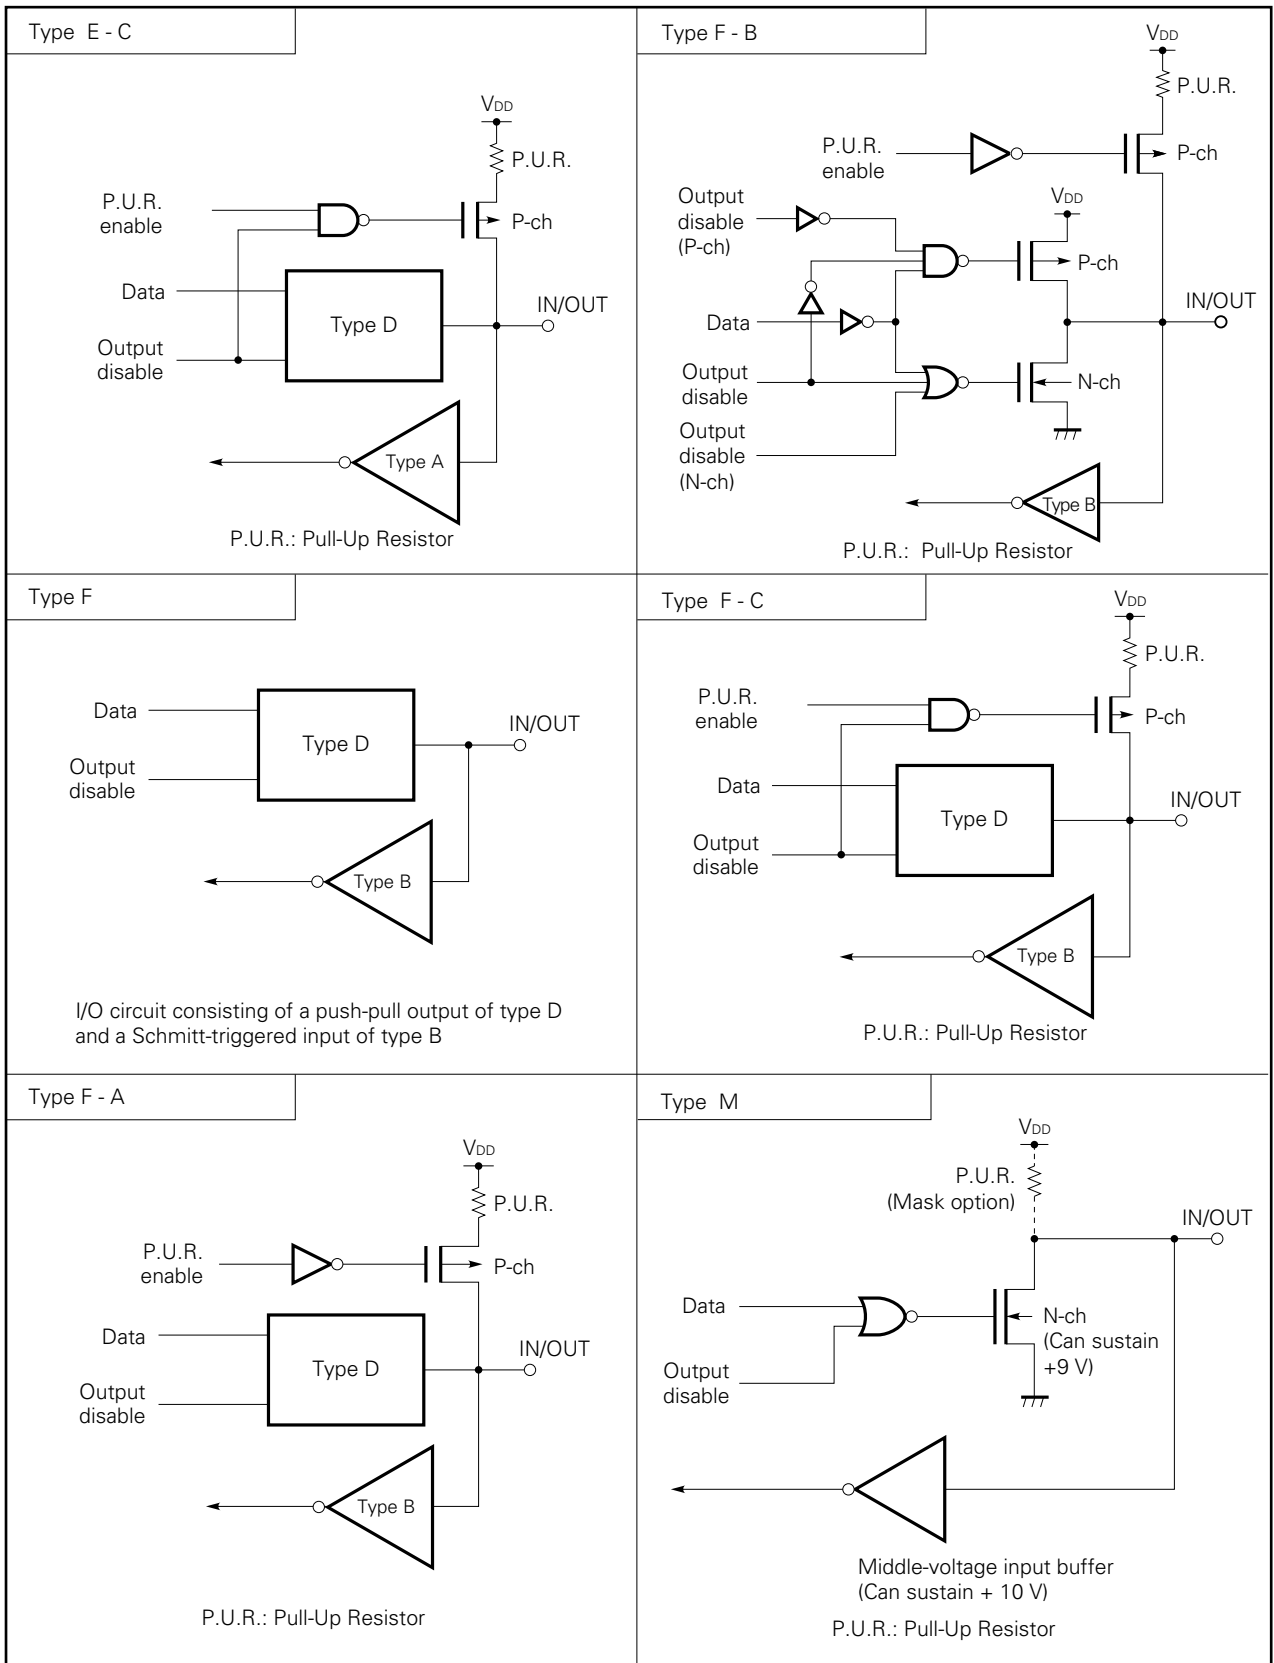 Type E - C
VDD
P.U.R.
P.U.R.
enable
P-ch
Data
Type D
IN/OUT
Output
disable
Type A
P.U.R.: Pull-Up Resistor
Type F - B
VDD
P.U.R.
P.U.R.
enable
P-ch
Output
disable
(P-ch)
VDD
P-ch
IN/OUT
Data
Output
disable
N-ch
Output
disable
(N-ch)
Type B
P.U.R.: Pull-Up Resistor
Type F
Data
Type D
IN/OUT
Output
disable
Type B
I/O circuit consisting of a push-pull output of type D
and a Schmitt-triggered input of type B
Type F - C
VDD
P.U.R.
P.U.R.
enable
P-ch
Data
Type D
IN/OUT
Output
disable
Type B
P.U.R.: Pull-Up Resistor
Type F - A
VDD
P.U.R.
P.U.R.
enable
P-ch
Data
Type D
IN/OUT
Output
disable
Type B
P.U.R.: Pull-Up Resistor
Type M
VDD
P.U.R.
(Mask option)
IN/OUT
Data
N-ch
(Can sustain
+9 V)
Output
disable
Middle-voltage input buffer
(Can sustain + 10 V)
P.U.R.: Pull-Up Resistor